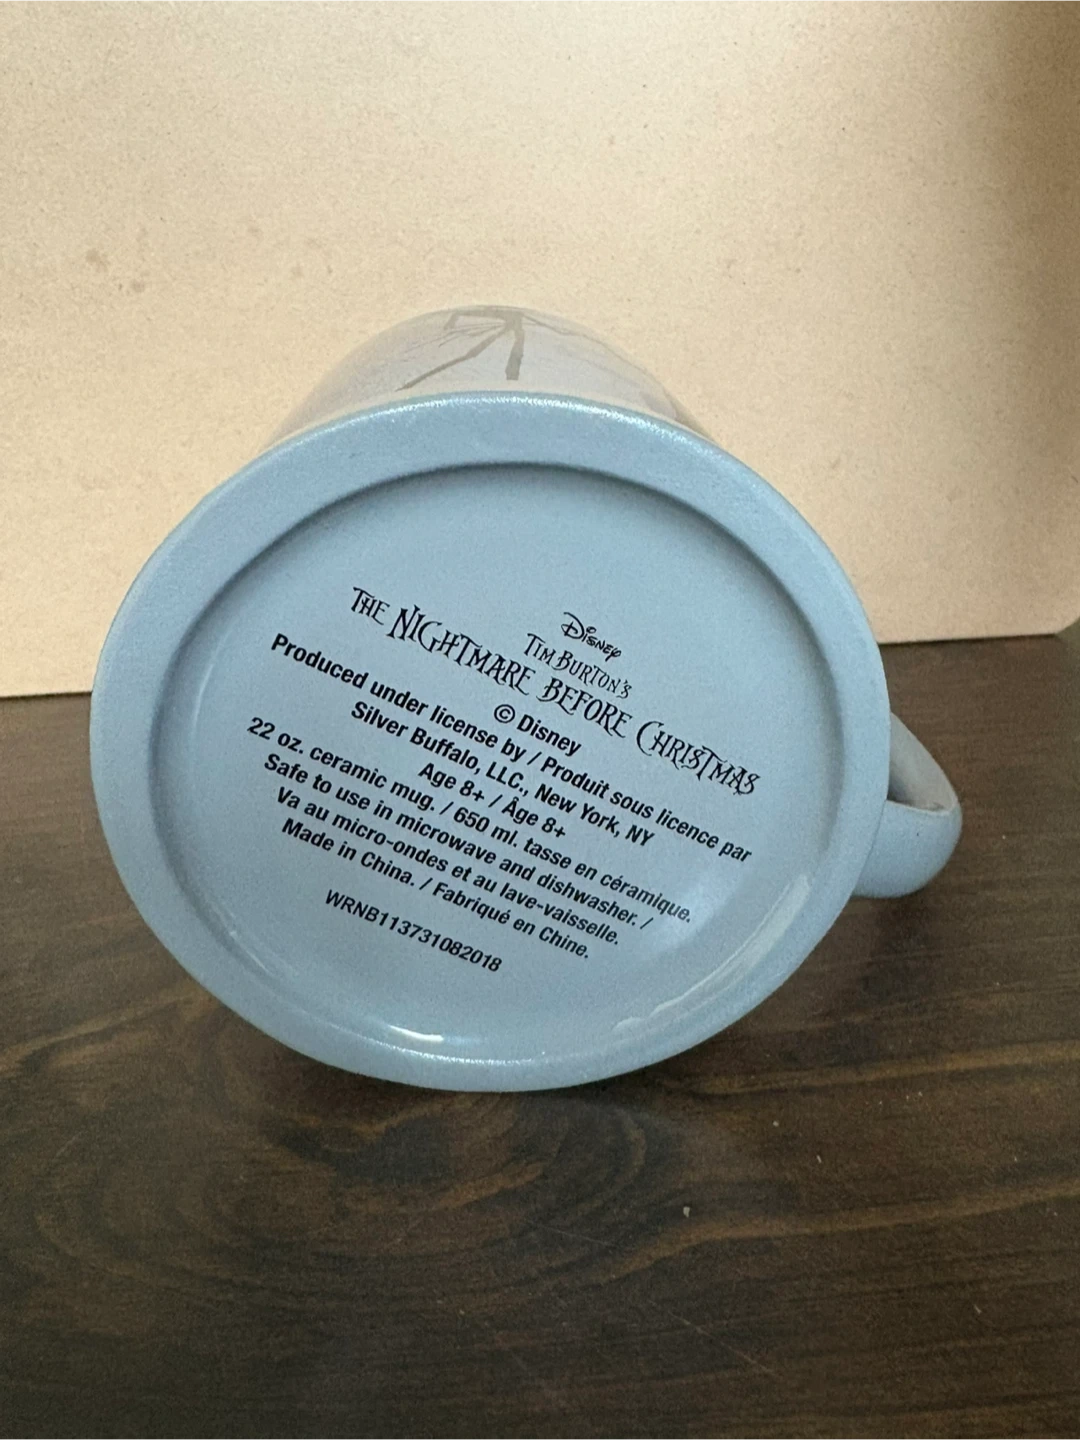 Disney
TIM BURTON'S
THE NIGHTMARE BEFORE CHRISTMAS
© Disney
Produced under license by / Produit sous licence par
Silver Buffalo, LLC., New York, NY
Age 8+ / Âge 8+
22 oz. ceramic mug. / 650 ml. tasse en céramique.
Safe to use in microwave and dishwasher. /
Va au micro-ondes et au lave-vaisselle.
Made in China. / Fabriqué en Chine.
WRNB113731082018